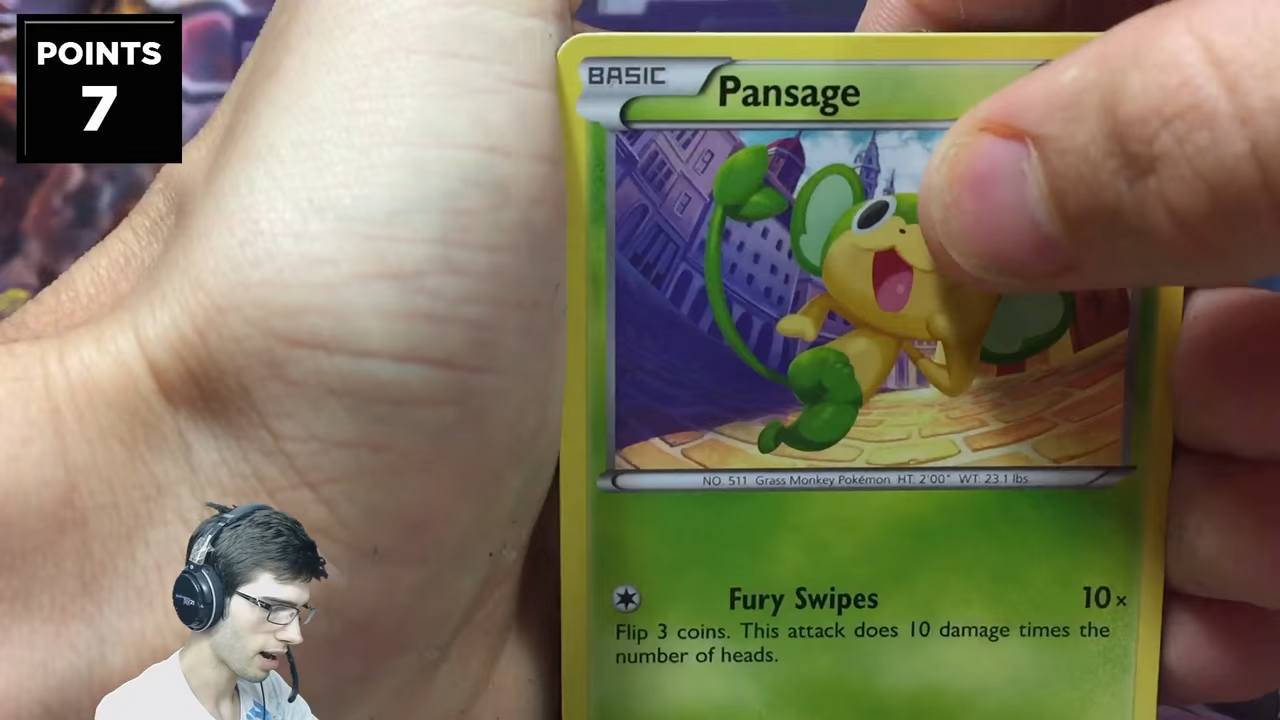 POINTS
7
BASIC
Pansage
NO. 511 Grass Monkey Pokémon HT. 2'00" WT. 23.1 lbs
Fury Swipes 10×
Flip 3 coins. This attack does 10 damage times the
number of heads.